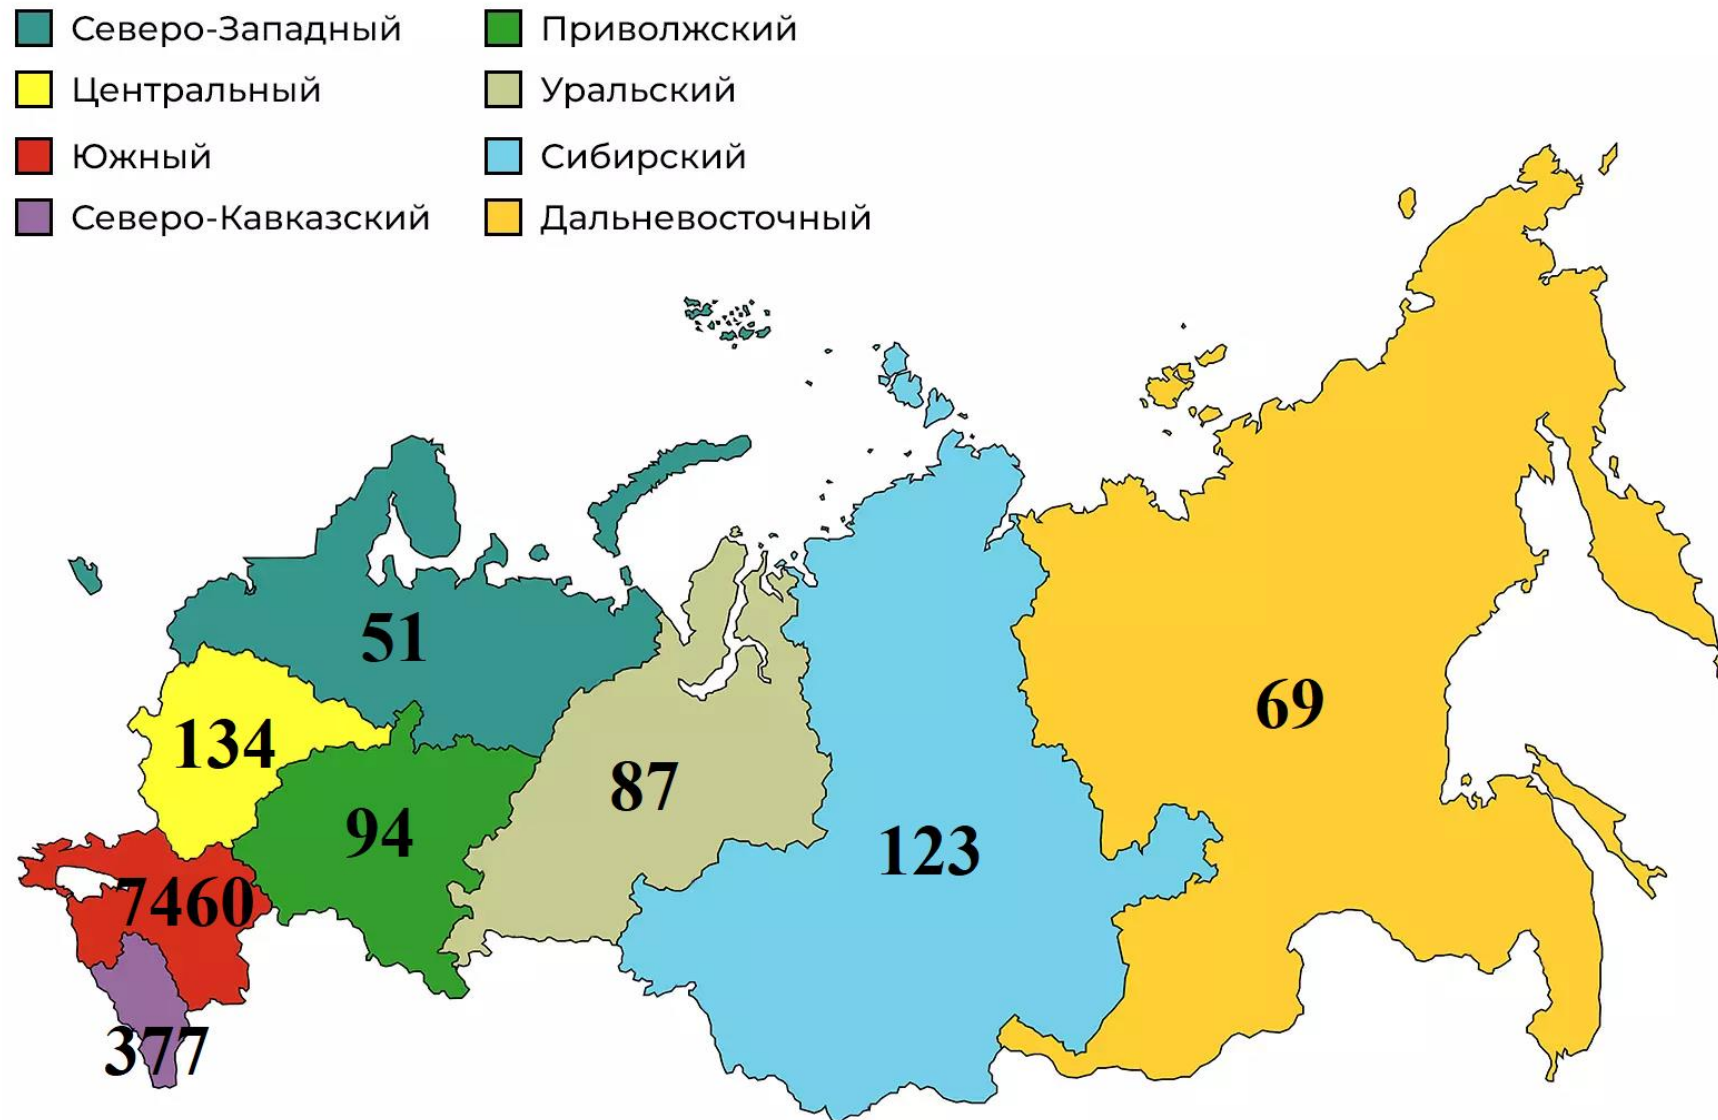 Северо-Западный
Центральный
Южный
Северо-Кавказский
Приволжский
Уральский
Сибирский
Дальневосточный
51
134
94
87
123
69
7460
377